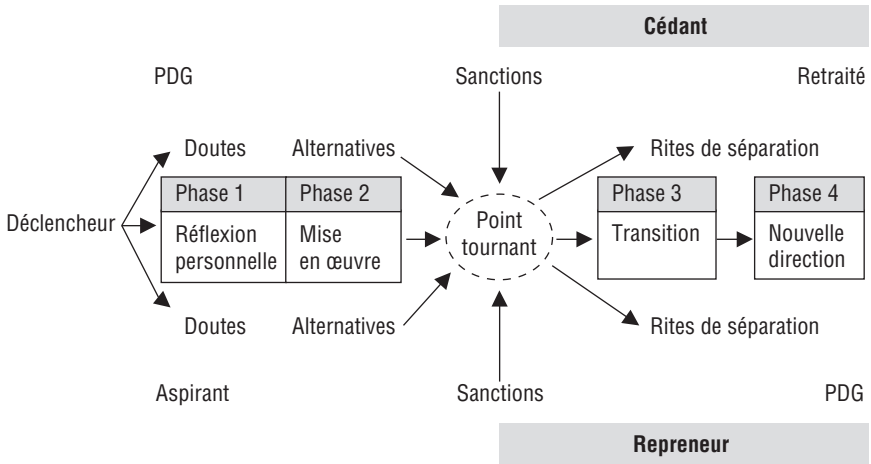 Cédant
PDG Sanctions Retraité
Doutes Alternatives Rites de séparation
Phase 1 Phase 2 Phase 3 Phase 4
Déclencheur Réflexion personnelle Mise en œuvre Point tournant Transition Nouvelle direction
Doutes Alternatives Rites de séparation
Aspirant Sanctions PDG
Repreneur